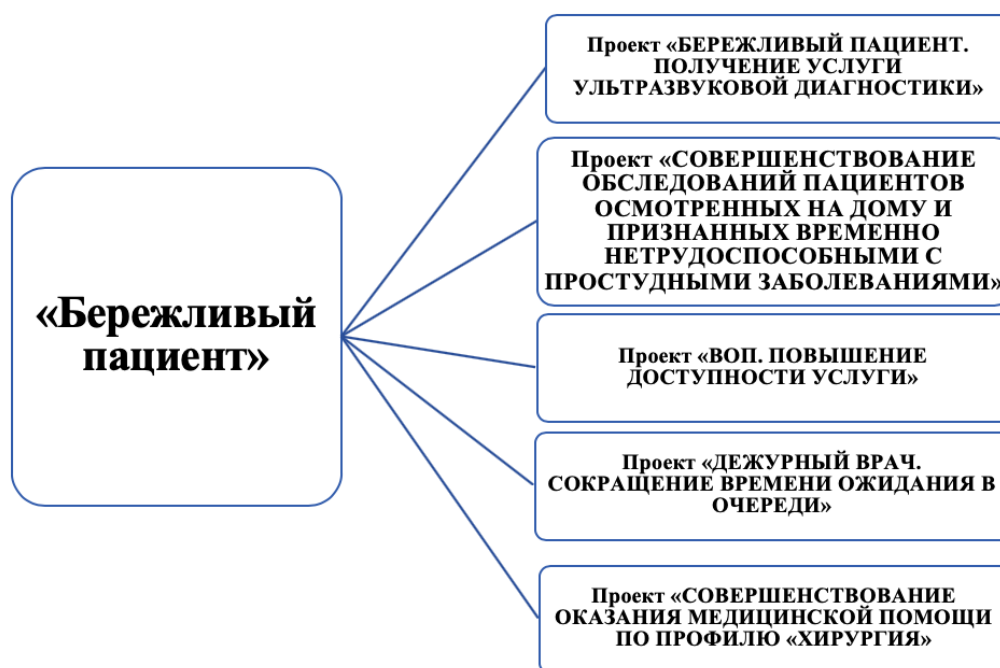 «Бережливый
пациент»
Проект «БЕРЕЖЛИВЫЙ ПАЦИЕНТ.
ПОЛУЧЕНИЕ УСЛУГИ
УЛЬТРАЗВУКОВОЙ ДИАГНОСТИКИ»
Проект «СОВЕРШЕНСТВОВАНИЕ
ОБСЛЕДОВАНИЙ ПАЦИЕНТОВ
ОСМОТРЕННЫХ НА ДОМУ И
ПРИЗНАННЫХ ВРЕМЕННО
НЕТРУДОСПОСОБНЫМИ С
ПРОСТУДНЫМИ ЗАБОЛЕВАНИЯМИ»
Проект «ВОП. ПОВЫШЕНИЕ
ДОСТУПНОСТИ УСЛУГИ»
Проект «ДЕЖУРНЫЙ ВРАЧ.
СОКРАЩЕНИЕ ВРЕМЕНИ ОЖИДАНИЯ В
ОЧЕРЕДИ»
Проект «СОВЕРШЕНСТВОВАНИЕ
ОКАЗАНИЯ МЕДИЦИНСКОЙ ПОМОЩИ
ПО ПРОФИЛЮ «ХИРУРГИЯ»